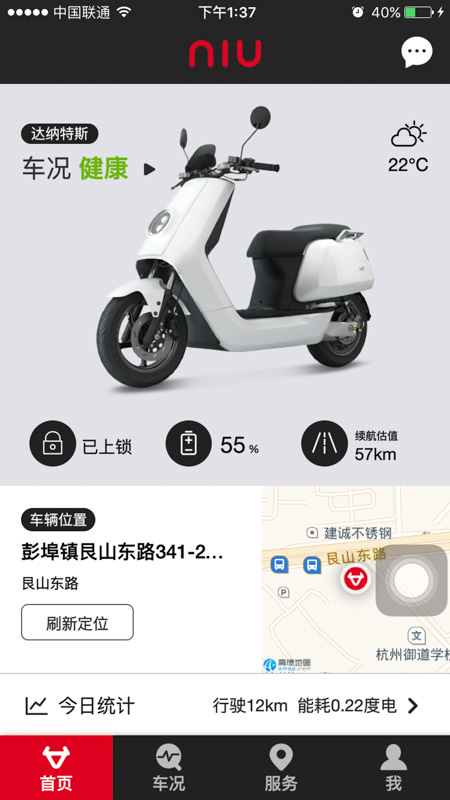 中国联通
下午1:37
40%
NIU
达纳特斯
车况 健康
22°C
已上锁
55 %
续航估值
57km
车辆位置
彭埠镇艮山东路341-2...
艮山东路
刷新定位
建诚不锈钢
艮山东路
P
文
杭州御道学校
高德地图
amap.com
今日统计
行驶12km 能耗0.22度电
首页
车况
服务
我